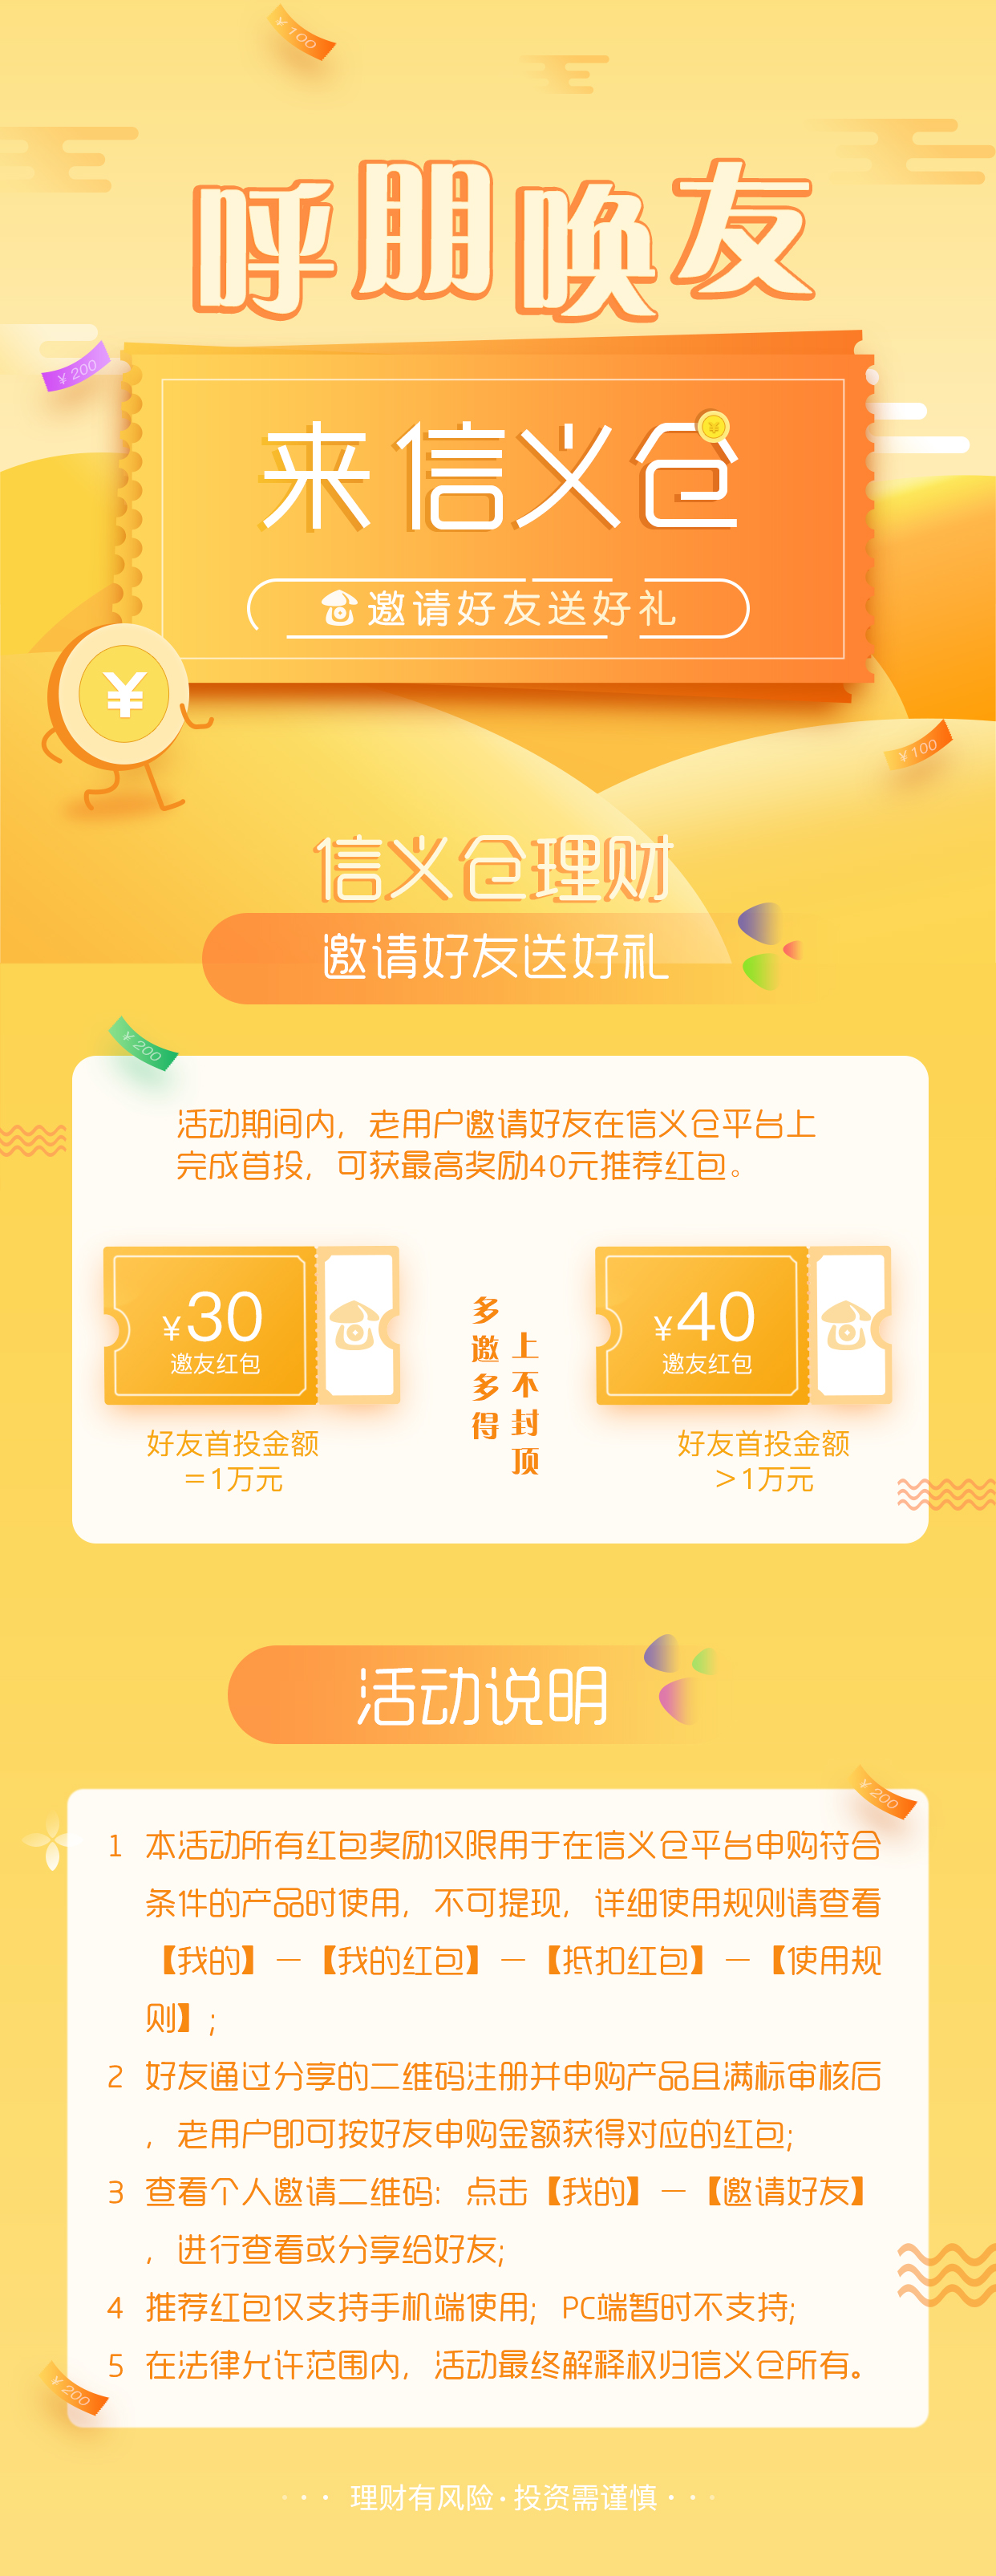 ¥100
呼朋唤友
¥200
来信义仓
¥
邀请好友送好礼
¥
¥100
信义仓理财
邀请好友送好礼
¥200
活动期间内，老用户邀请好友在信义仓平台上
完成首投，可获最高奖励40元推荐红包。
¥30
邀友红包
好友首投金额
=1万元
多邀多得
上不封顶
¥40
邀友红包
好友首投金额
>1万元
活动说明
¥200
1 本活动所有红包奖励仅限用于在信义仓平台申购符合
条件的产品时使用，不可提现，详细使用规则请查看
【我的】—【我的红包】—【抵扣红包】—【使用规
则】；
2 好友通过分享的二维码注册并申购产品且满标审核后
，老用户即可按好友申购金额获得对应的红包；
3 查看个人邀请二维码：点击【我的】—【邀请好友】
，进行查看或分享给好友；
4 推荐红包仅支持手机端使用；PC端暂时不支持；
5 在法律允许范围内，活动最终解释权归信义仓所有。
¥200
··· 理财有风险·投资需谨慎 ···